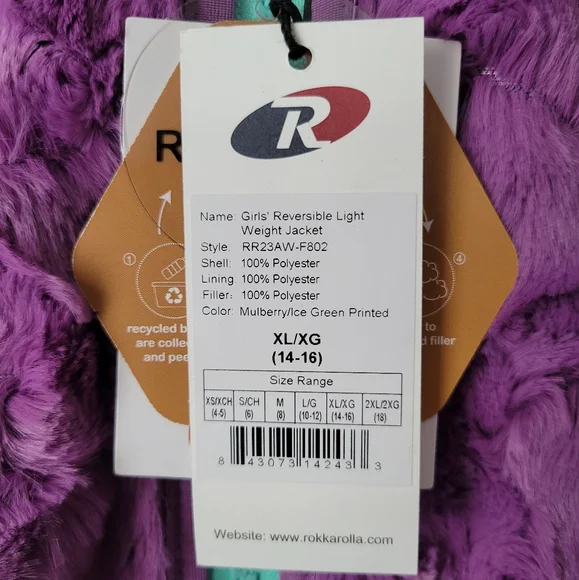 R
R
Name: Girls' Reversible Light
Weight Jacket
Style: RR23AW-F802
Shell: 100% Polyester
Lining: 100% Polyester
Filler: 100% Polyester
Color: Mulberry/Ice Green Printed
XL/XG
(14-16)
Size Range
XS/XCH S/CH M L/G XL/XG 2XL/2XG
(4-5) (6) (8) (10-12) (14-16) (18)
8 43073 14243 3
Website: www.rokkarolla.com
1
recycled b
are collec
and pee
4
to
d filler